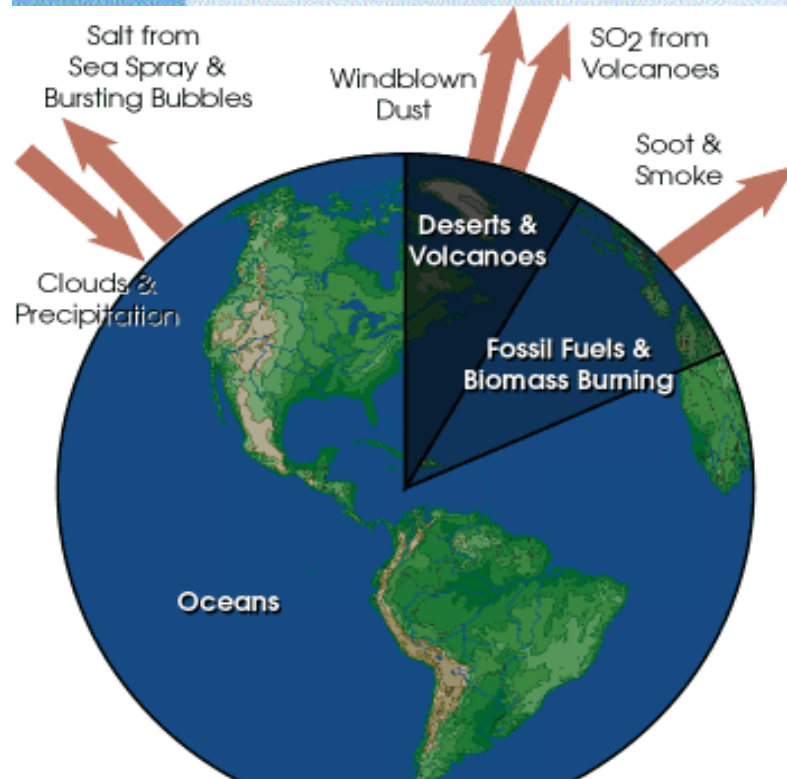 Salt from
Sea Spray &
Bursting Bubbles
Windblown
Dust
SO2 from
Volcanoes
Soot &
Smoke
Clouds &
Precipitation
Deserts &
Volcanoes
Fossil Fuels &
Biomass Burning
Oceans